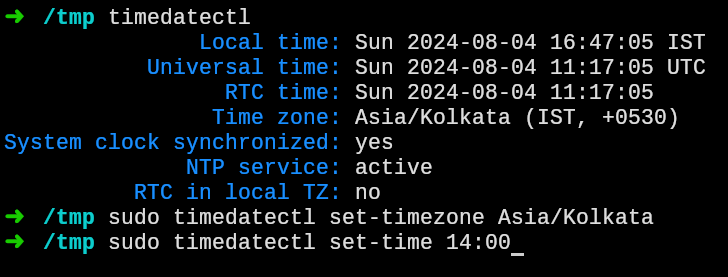 ➜ /tmp timedatectl
Local time: Sun 2024-08-04 16:47:05 IST
Universal time: Sun 2024-08-04 11:17:05 UTC
RTC time: Sun 2024-08-04 11:17:05
Time zone: Asia/Kolkata (IST, +0530)
System clock synchronized: yes
NTP service: active
RTC in local TZ: no
➜ /tmp sudo timedatectl set-timezone Asia/Kolkata
➜ /tmp sudo timedatectl set-time 14:00